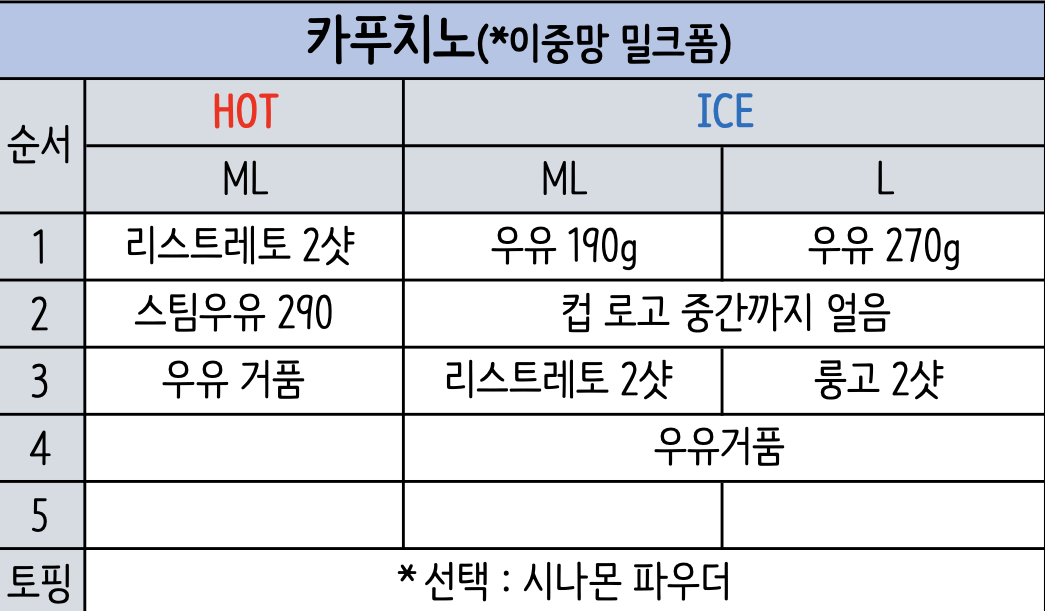 카푸치노(*이중망 밀크폼)
순서 HOT ICE
ML ML L
1 리스트레토 2샷 우유 190g 우유 270g
2 스팀우유 290 컵 로고 중간까지 얼음
3 우유 거품 리스트레토 2샷 룽고 2샷
4 우유거품
5
토핑 * 선택 : 시나몬 파우더